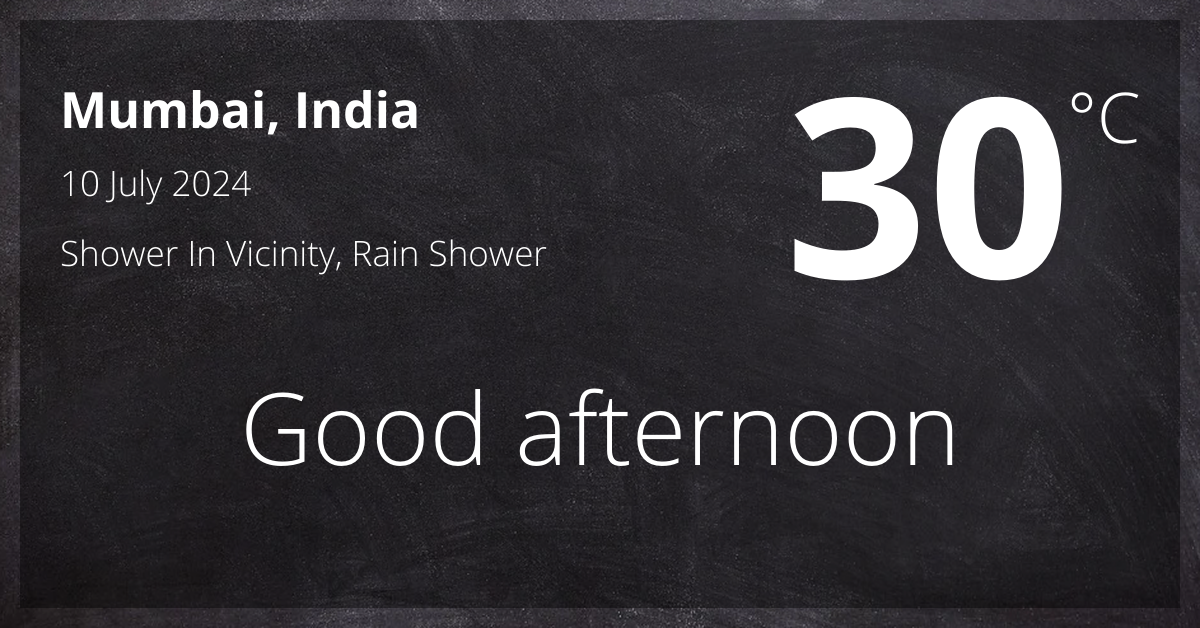 Mumbai, India
10 July 2024
Shower In Vicinity, Rain Shower
30 °C
Good afternoon